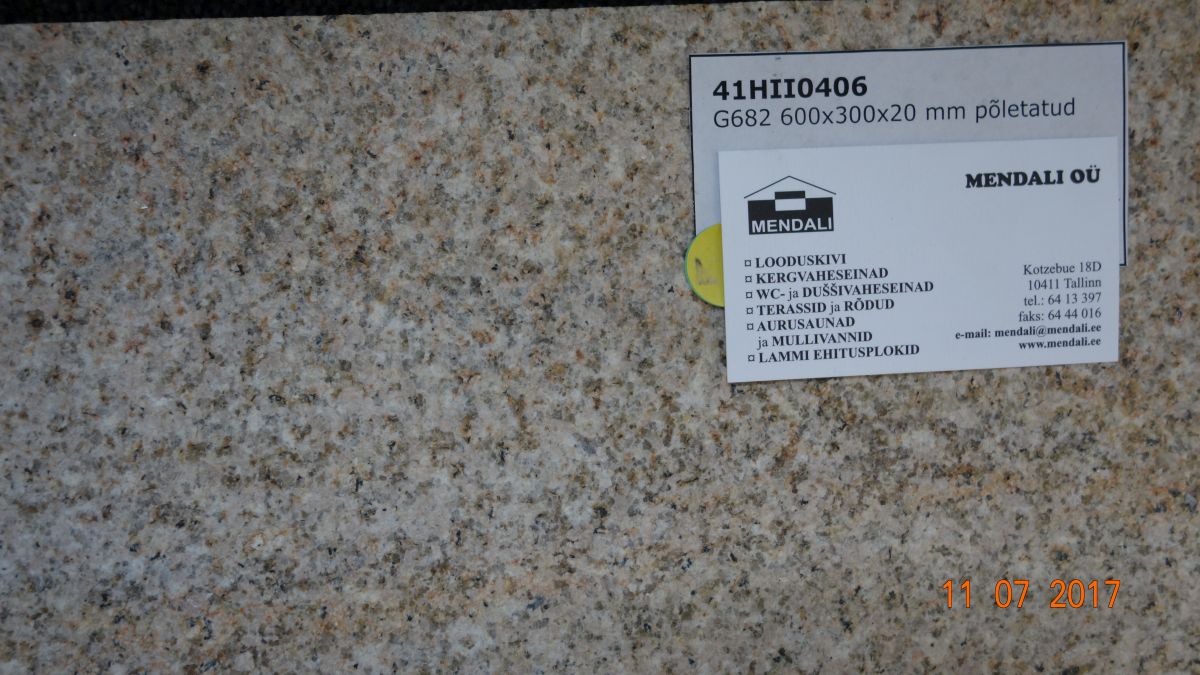 41HII0406
G682 600x300x20 mm põletatud
MENDALI
MENDALI OÜ
¤ LOODUSKIVI
¤ KERGVAHESEINAD
¤ WC- ja DUŠŠIVAHESEINAD
¤ TERASSID ja RÕDUD
¤ AURUSAUNAD
ja MULLIVANNID
¤ LAMMI EHITUSPLOKID
Kotzebue 18D
10411 Tallinn
tel.: 64 13 397
faks: 64 44 016
e-mail: mendali@mendali.ee
www.mendali.ee
11 07 2017